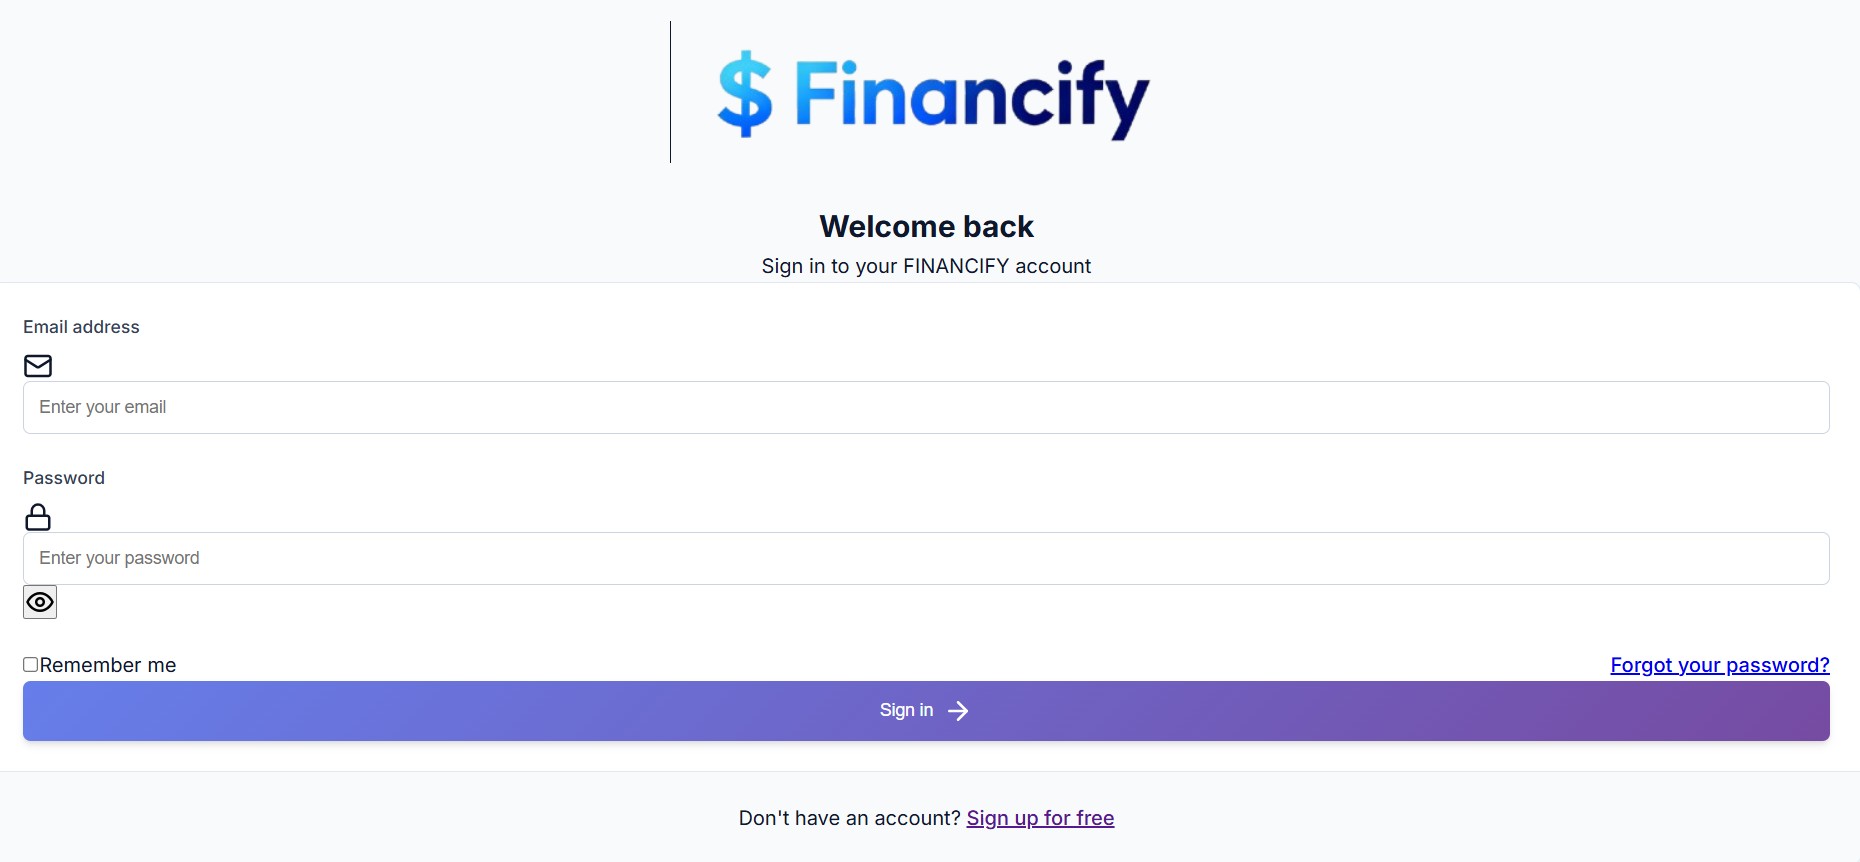 $ Financify
Welcome back
Sign in to your FINANCIFY account
Email address
Enter your email
Password
Enter your password
Remember me
Forgot your password?
Sign in
Don't have an account? Sign up for free